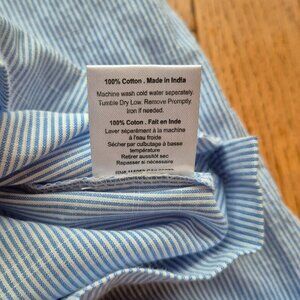 100% Cotton . Made in India
Machine wash cold water seperately.
Tumble Dry Low. Remove Promptly.
Iron if needed.
100% Coton . Fait en Inde
Lever séparément à la machine
à l'eau froide
Sécher par culbutage à basse
température
Retirer aussitôt sec
Repasser si nécessaire